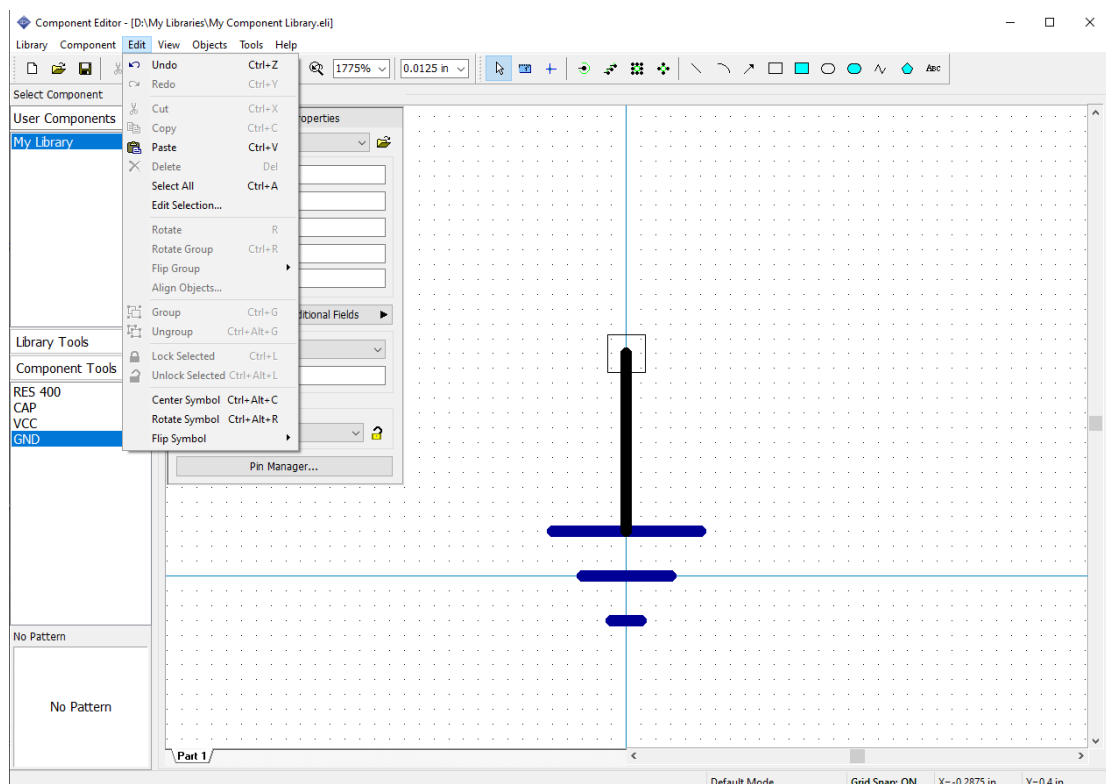 Component Editor - [D:\My Libraries\My Component Library.eli]
Library Component Edit View Objects Tools Help
1775% 0.0125 in ABC
Select Component
User Components
My Library
Library Tools
Component Tools
RES 400
CAP
VCC
GND
No Pattern
No Pattern
Undo Ctrl+Z
Redo Ctrl+Y
Cut Ctrl+X
Copy Ctrl+C
Paste Ctrl+V
Delete Del
Select All Ctrl+A
Edit Selection...
Rotate R
Rotate Group Ctrl+R
Flip Group
Align Objects...
Group Ctrl+G
Ungroup Ctrl+Alt+G
Lock Selected Ctrl+L
Unlock Selected Ctrl+Alt+L
Center Symbol Ctrl+Alt+C
Rotate Symbol Ctrl+Alt+R
Flip Symbol
Fields
Pin Manager...
Part 1
Default Mode Grid Snap: ON X=-0.2875 in Y=0.4 in